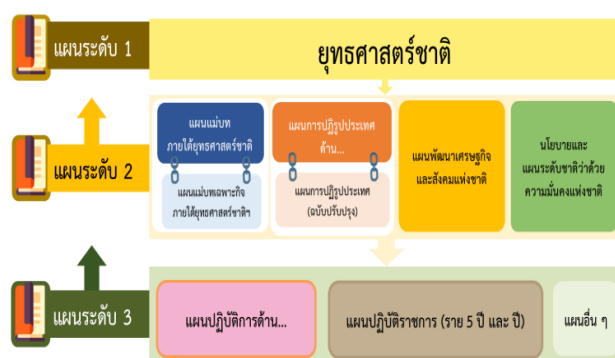 แผนระดับ 1
ยุทธศาสตร์ชาติ
แผนระดับ 2
แผนแม่บท
ภายใต้ยุทธศาสตร์ชาติ
แผนแม่บทเฉพาะกิจ
ภายใต้ยุทธศาสตร์ชาติฯ
แผนการปฏิรูปประเทศ
ด้าน...
แผนการปฏิรูปประเทศ
(ฉบับปรับปรุง)
แผนพัฒนาเศรษฐกิจ
และสังคมแห่งชาติ
นโยบายและ
แผนระดับชาติว่าด้วย
ความมั่นคงแห่งชาติ
แผนระดับ 3
แผนปฏิบัติการด้าน...
แผนปฏิบัติราชการ (ราย 5 ปี และ ปี)
แผนอื่น ๆ